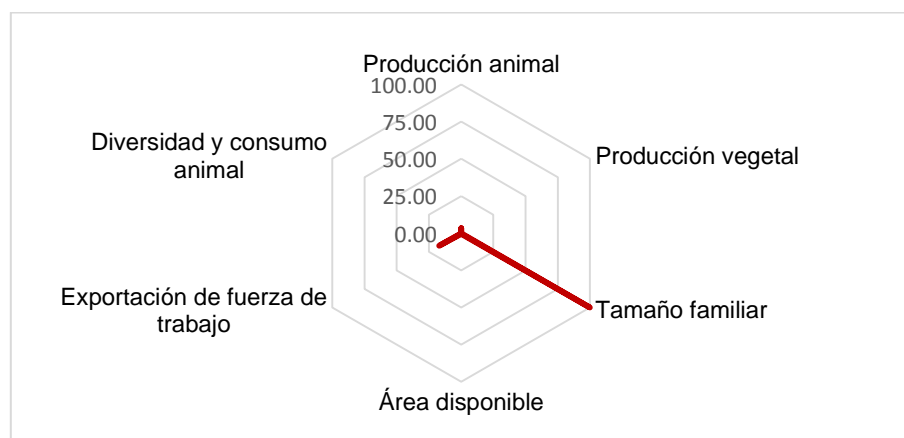 Producción animal
100.00
75.00
50.00
25.00
0.00
Diversidad y consumo
animal
Producción vegetal
Exportación de fuerza de
trabajo
Tamaño familiar
Área disponible